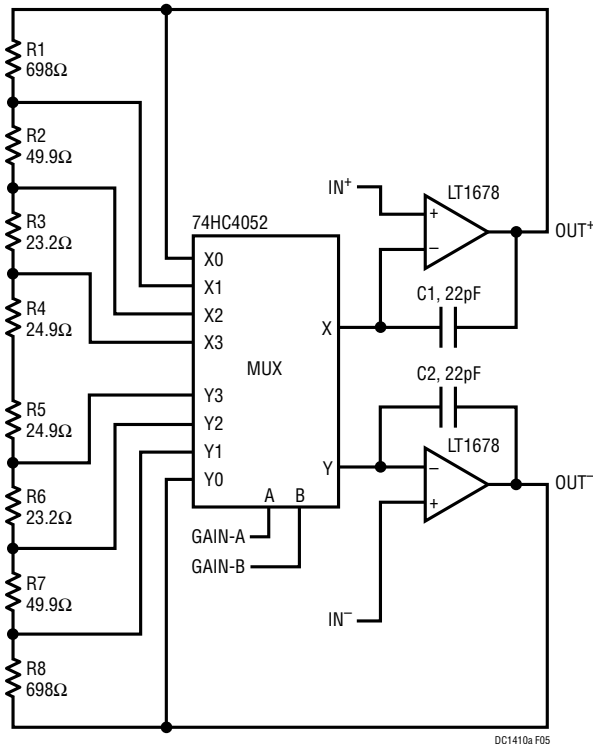 R1
698Ω
R2
49.9Ω
R3
23.2Ω
R4
24.9Ω
R5
24.9Ω
R6
23.2Ω
R7
49.9Ω
R8
698Ω
74HC4052
X0
X1
X2
X3
MUX
Y3
Y2
Y1
Y0
X
Y
A B
GAIN-A
GAIN-B
IN+
LT1678
+
−
OUT+
C1, 22pF
C2, 22pF
LT1678
−
+
OUT−
IN−
DC1410a F05